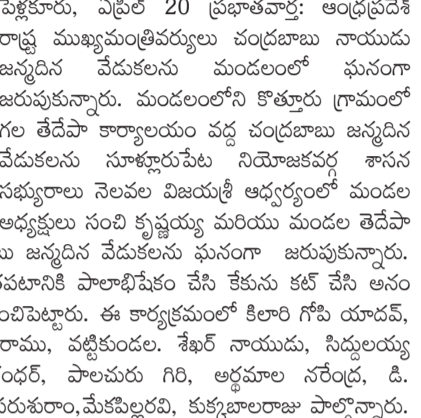 పెళ్లకూరు, ఏప్రిల్ 20 ప్రభాతవార్త: ఆంధ్రప్రదేశ్
రాష్ట్ర ముఖ్యమంత్రివర్యులు చంద్రబాబు నాయుడు
జన్మదిన వేడుకలను మండలంలో ఘనంగా
జరుపుకున్నారు. మండలంలోని కొత్తూరు గ్రామంలో
గల తేదేపా కార్యాలయం వద్ద చంద్రబాబు జన్మదిన
వేడుకలను సూళ్లూరుపేట నియోజకవర్గ శాసన
సభ్యురాలు నెలవల విజయశ్రీ ఆధ్వర్యంలో మండల
అధ్యక్షులు సంచి కృష్ణయ్య మరియు మండల తెదేపా
జన్మదిన వేడుకలను ఘనంగా జరుపుకున్నారు.
పాలాభిషేకం చేసి కేకును కట్ చేసి అనం
ఈ కార్యక్రమంలో కిలారి గోపి యాదవ్,
రాము, వట్టికుండల. శేఖర్ నాయుడు, సిద్దులయ్య
పాలచురు గిరి, అర్థమాల నరేంద్ర, డి.
మేకపిల్లరవి, పాల్గొన్నారు.